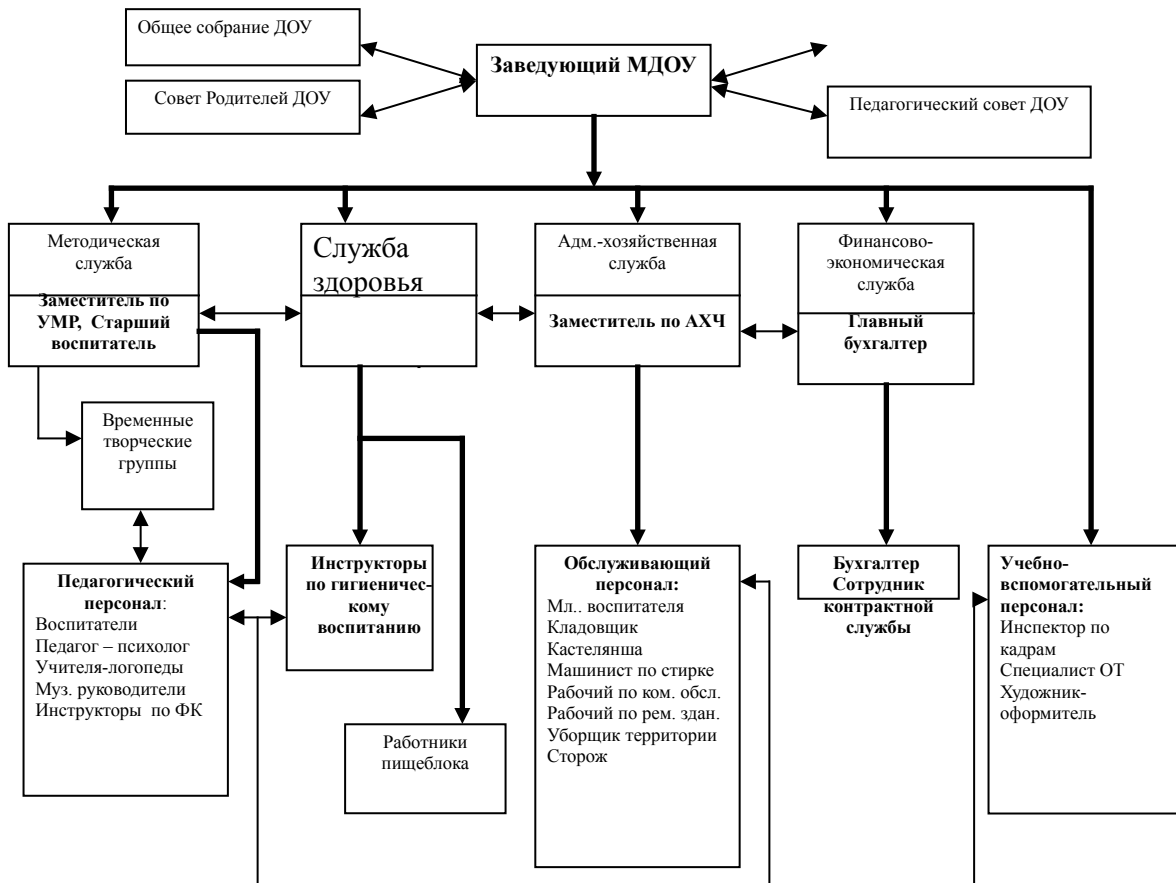 Общее собрание ДОУ
Заведующий МДОУ
Совет Родителей ДОУ
Педагогический совет ДОУ
Методическая
служба
Заместитель по
УМР, Старший
воспитатель
Служба
здоровья
Адм.-хозяйственная
служба
Заместитель по АХЧ
Финансово-
экономическая
служба
Главный
бухгалтер
Временные
творческие
группы
Педагогический
персонал:
Воспитатели
Педагог – психолог
Учителя-логопеды
Муз. руководители
Инструкторы по ФК
Инструкторы
по гигиеничес-
кому
воспитанию
Работники
пищеблока
Обслуживающий
персонал:
Мл.. воспитателя
Кладовщик
Кастелянша
Машинист по стирке
Рабочий по ком. обсл.
Рабочий по рем. здан.
Уборщик территории
Сторож
Бухгалтер
Сотрудник
контрактной
службы
Учебно-
вспомогательный
персонал:
Инспектор по
кадрам
Специалист ОТ
Художник-
оформитель